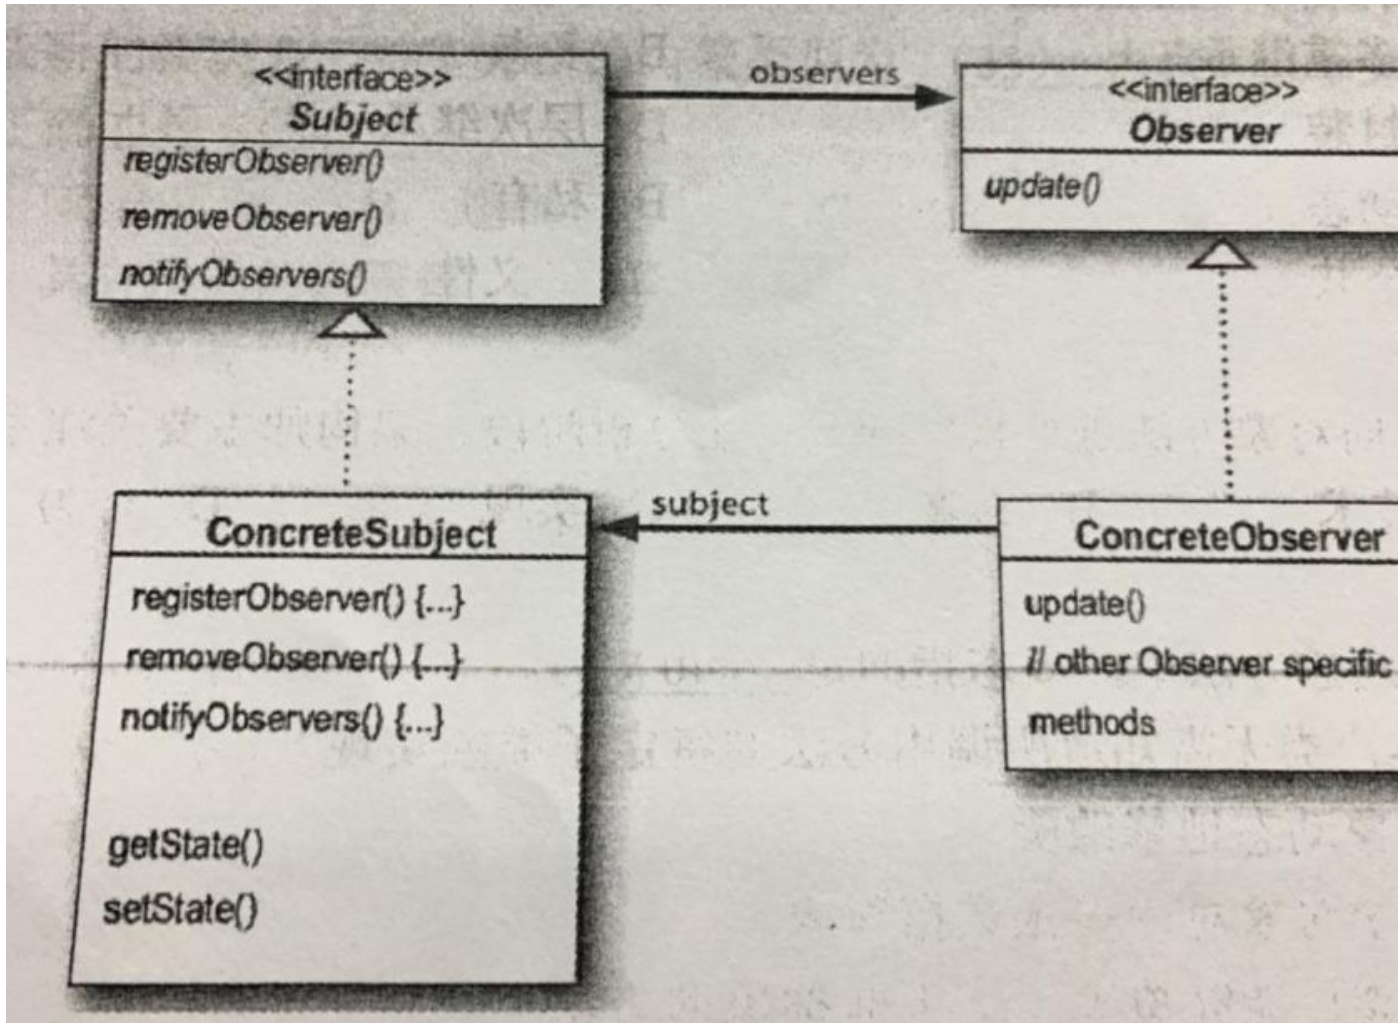 <<interface>>
Subject
registerObserver()
removeObserver()
notifyObservers()
observers
<<interface>>
Observer
update()
ConcreteSubject
registerObserver() {...}
removeObserver() {...}
notifyObservers() {...}
getState()
setState()
subject
ConcreteObserver
update()
// other Observer specific
methods